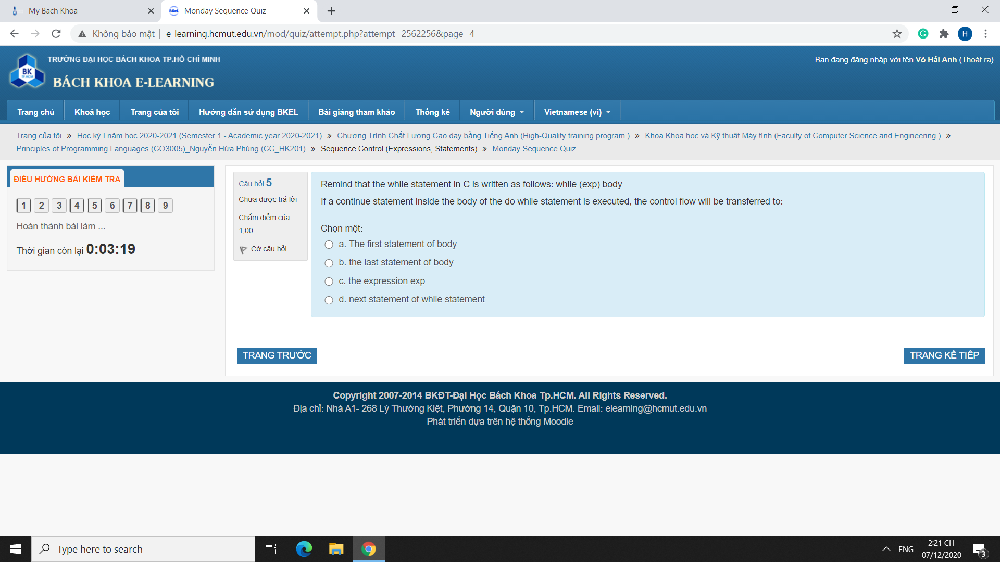 My Bach Khoa
Monday Sequence Quiz
Không bảo mật | e-learning.hcmut.edu.vn/mod/quiz/attempt.php?attempt=2562256&page=4
H
TRƯỜNG ĐẠI HỌC BÁCH KHOA TP.HỒ CHÍ MINH
BK
TP.HCM
BÁCH KHOA E-LEARNING
Bạn đang đăng nhập với tên Võ Hải Anh (Thoát ra)
Trang chủ Khoá học Trang của tôi Hướng dẫn sử dụng BKEL Bài giảng tham khảo Thống kê Người dùng Vietnamese (vi)
Trang của tôi » Học kỳ I năm học 2020-2021 (Semester 1 - Academic year 2020-2021) » Chương Trình Chất Lượng Cao dạy bằng Tiếng Anh (High-Quality training program ) » Khoa Khoa học và Kỹ thuật Máy tính (Faculty of Computer Science and Engineering ) »
Principles of Programming Languages (CO3005)_Nguyễn Hứa Phùng (CC_HK201) » Sequence Control (Expressions, Statements) » Monday Sequence Quiz
ĐIỀU HƯỚNG BÀI KIỂM TRA
1 2 3 4 5 6 7 8 9
Hoàn thành bài làm ...
Thời gian còn lại 0:03:19
Câu hỏi 5
Chưa được trả lời
Chấm điểm của
1,00
Cờ câu hỏi
Remind that the while statement in C is written as follows: while (exp) body
If a continue statement inside the body of the do while statement is executed, the control flow will be transferred to:
Chọn một:
a. The first statement of body
b. the last statement of body
c. the expression exp
d. next statement of while statement
TRANG TRƯỚC
TRANG KẾ TIẾP
Copyright 2007-2014 BKĐT-Đại Học Bách Khoa Tp.HCM. All Rights Reserved.
Địa chỉ: Nhà A1- 268 Lý Thường Kiệt, Phường 14, Quận 10, Tp.HCM. Email: elearning@hcmut.edu.vn
Phát triển dựa trên hệ thống Moodle
Type here to search
ENG
2:21 CH
07/12/2020
3